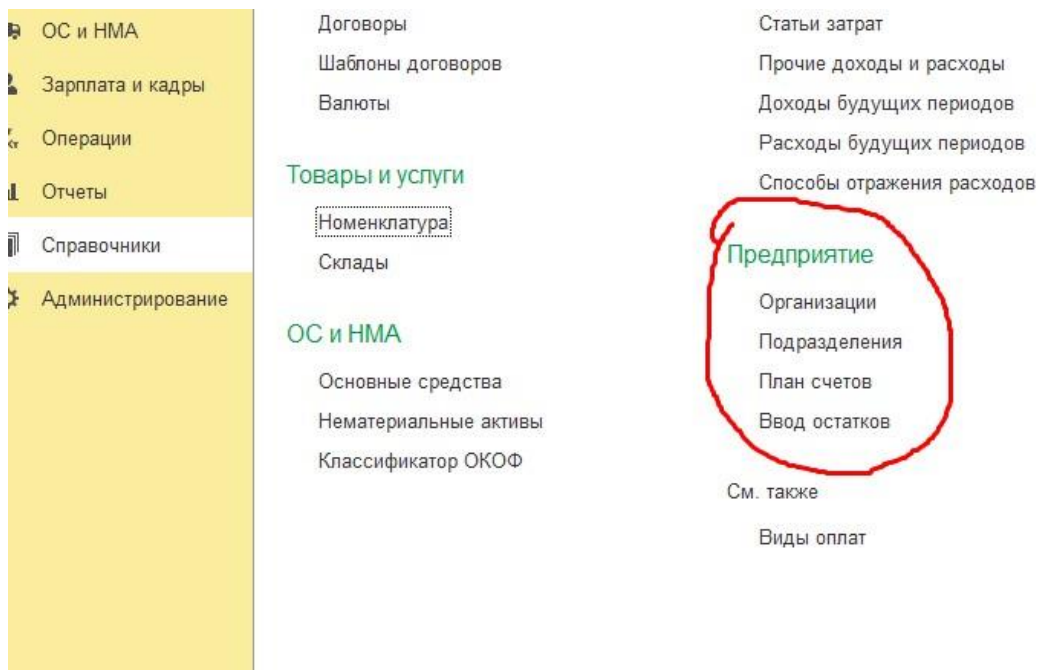 ОС и НМА
Зарплата и кадры
Операции
Отчеты
Справочники
Администрирование
Договоры
Шаблоны договоров
Валюты
Товары и услуги
Номенклатура
Склады
ОС и НМА
Основные средства
Нематериальные активы
Классификатор ОКОФ
Статьи затрат
Прочие доходы и расходы
Доходы будущих периодов
Расходы будущих периодов
Способы отражения расходов
Предприятие
Организации
Подразделения
План счетов
Ввод остатков
См. также
Виды оплат